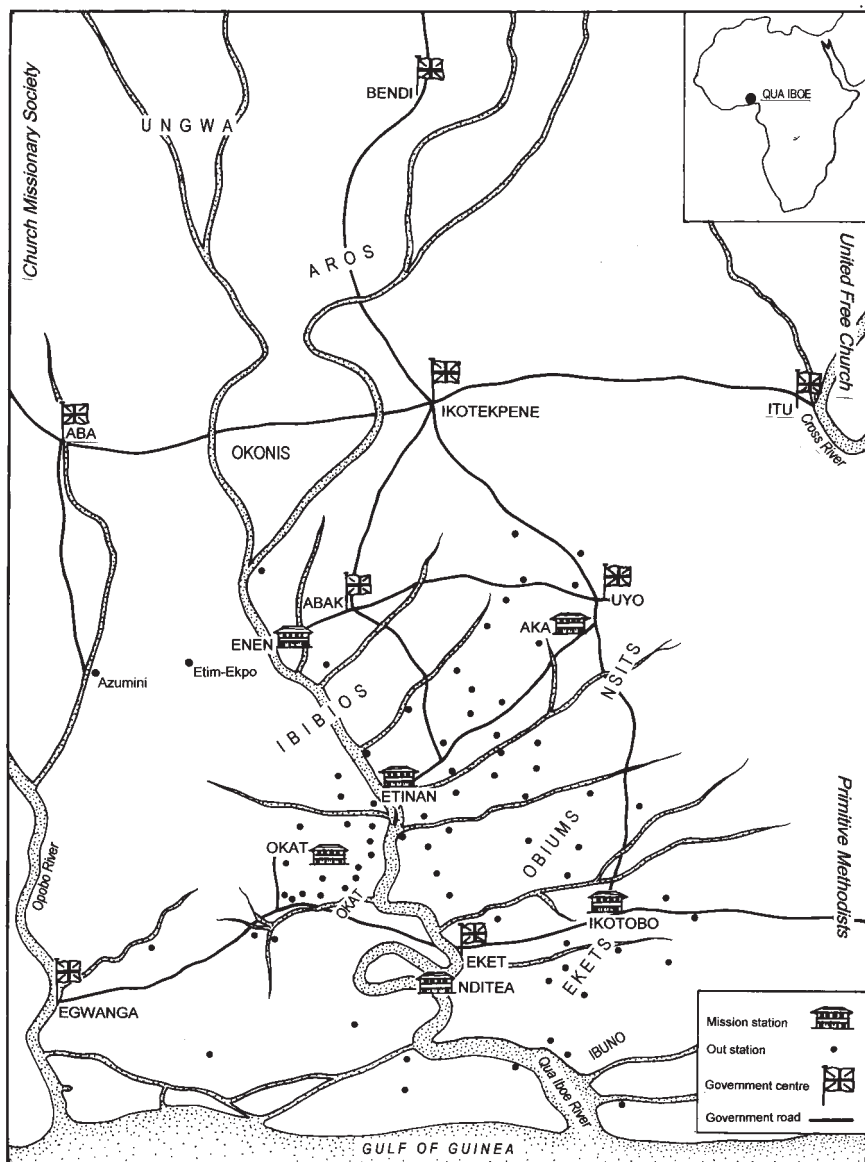 BENDI
QUA IBOE
UNGWA
Church Missionary Society
AROS
United Free Church
IKOTEKPENE
ITU
Cross River
ABA
OKONIS
ABAK
UYO
ENEN
AKA
NSITS
Azumini
Etim-Ekpo
IBIBIOS
ETINAN
OKAT
OBIUMS
Primitive Methodists
Opobo River
OKAT
IKOTOBO
EKET
EKETS
NDITEA
EGWANGA
IBUNO
Qua Iboe River
GULF OF GUINEA
Mission station
Out station
Government centre
Government road